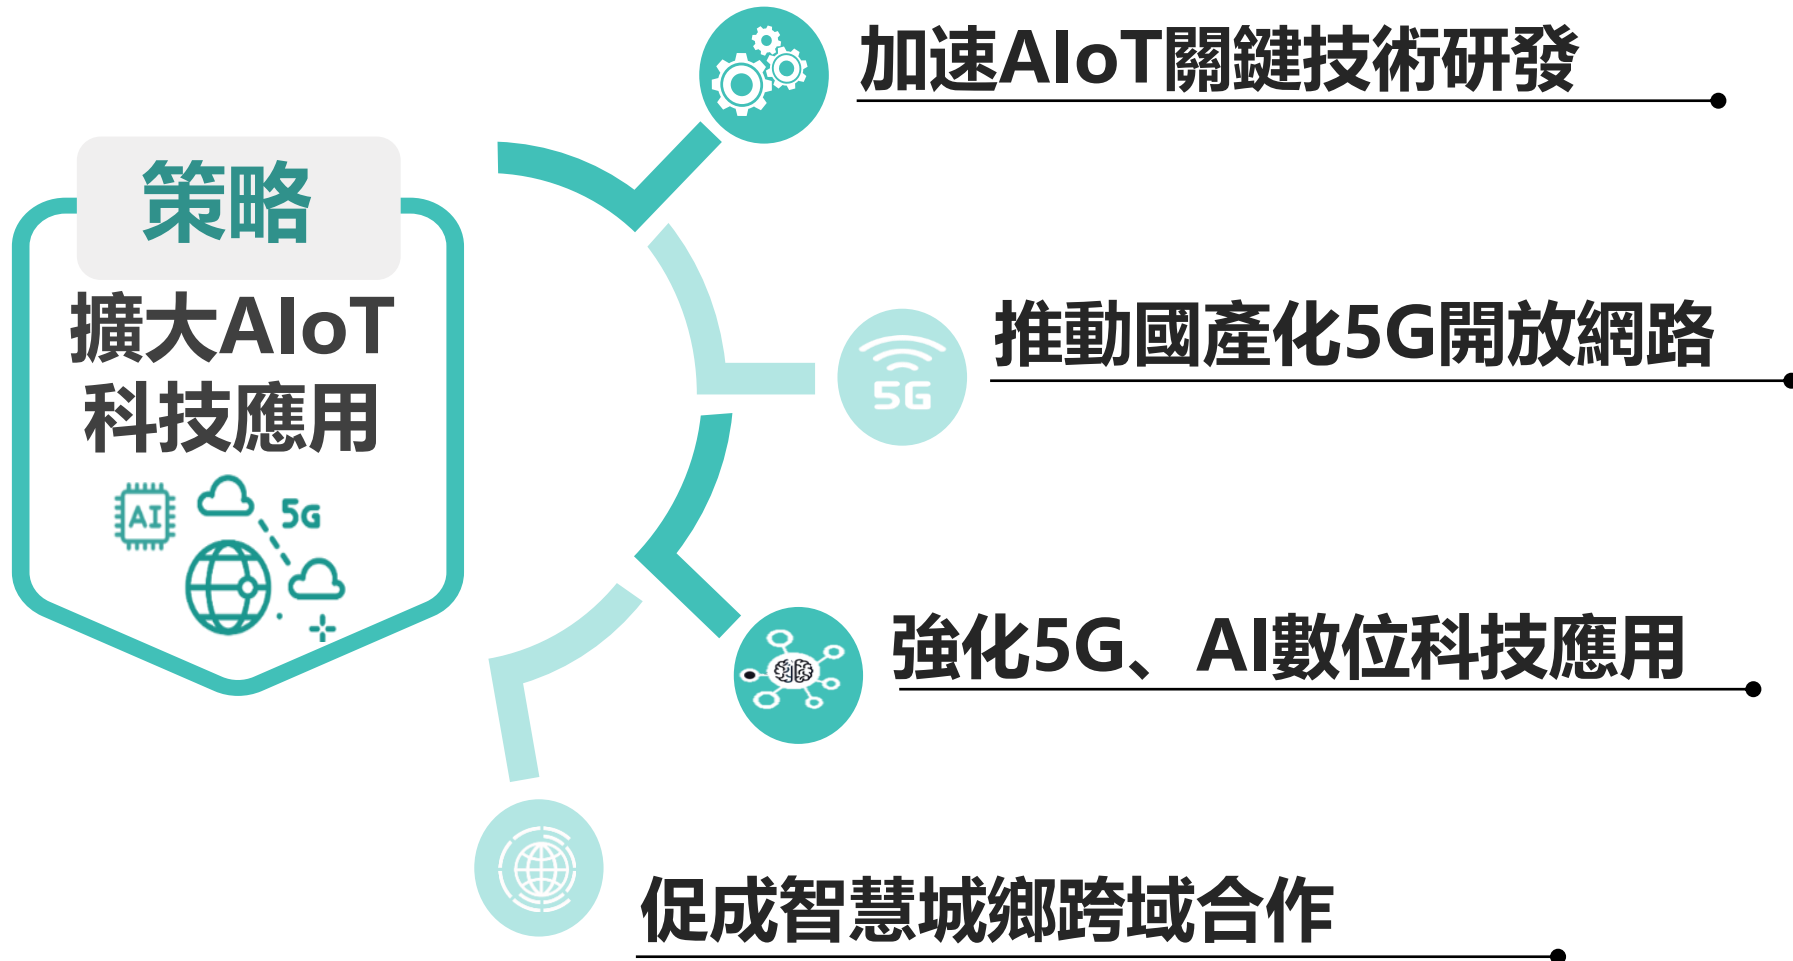 策略
擴大AIoT
科技應用
AI
5G
加速AIoT關鍵技術研發
5G
推動國產化5G開放網路
強化5G、AI數位科技應用
促成智慧城鄉跨域合作